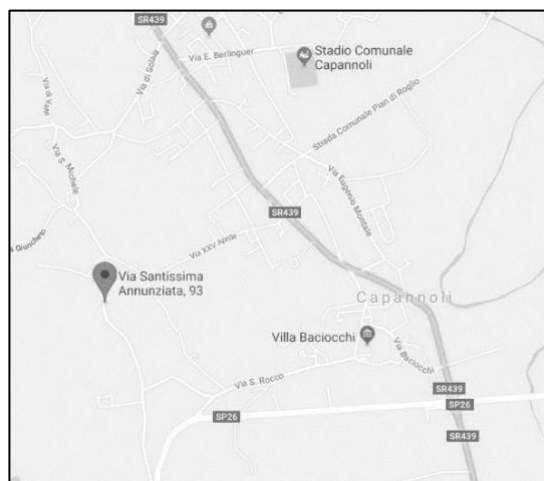 SR439
Via E. Berlinguer
Stadio Comunale
Capannoli
Via di Solaia
Via di Vaie
Strada Comunale Pian di Roglio
Via S. Michele
Via Eugenio Montale
SR439
Via XXV Aprile
Via Santissima
Annunziata, 93
Capannoli
Villa Baciocchi
Via Baciocchi
Via S. Rocco
SR439
SP26
SP26
SR439